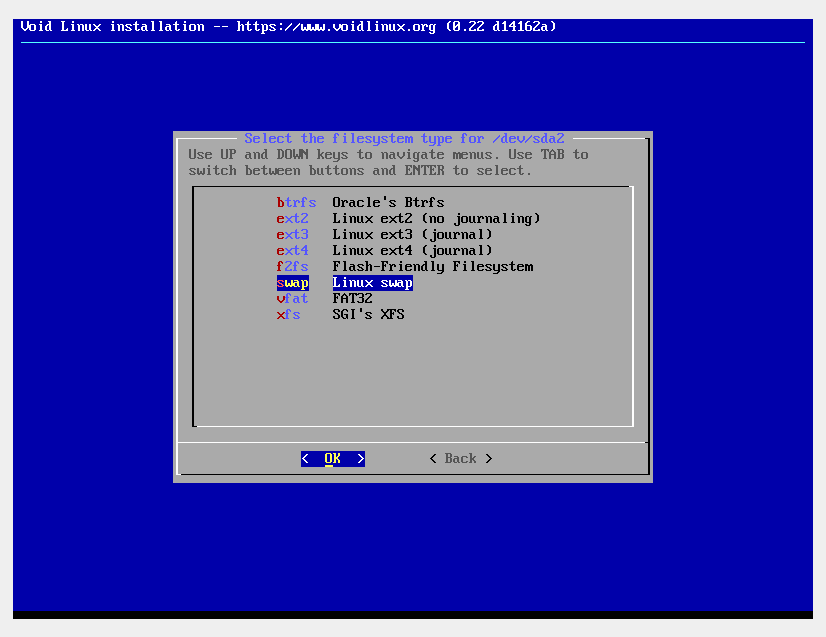 Void Linux installation -- https://www.voidlinux.org (0.22 d14162a)
Select the filesystem type for /dev/sda2
Use UP and DOWN keys to navigate menus. Use TAB to
switch between buttons and ENTER to select.
btrfs Oracle's Btrfs
ext2 Linux ext2 (no journaling)
ext3 Linux ext3 (journal)
ext4 Linux ext4 (journal)
f2fs Flash-Friendly Filesystem
swap Linux swap
vfat FAT32
xfs SGI's XFS
< OK > < Back >